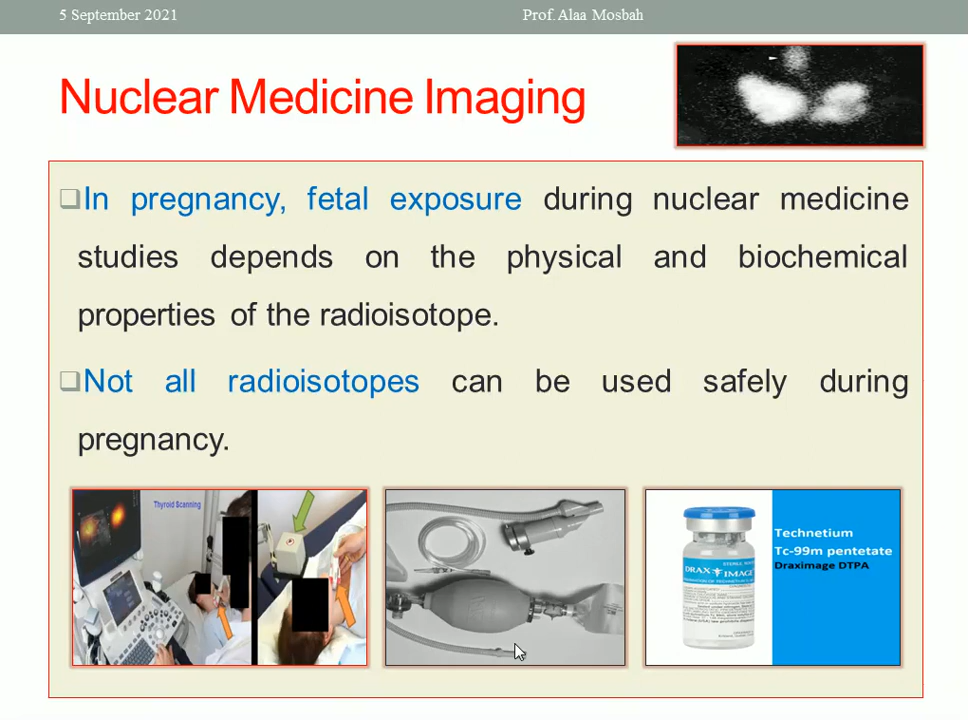 5 September 2021
Prof. Alaa Mosbah
Nuclear Medicine Imaging
In pregnancy, fetal exposure during nuclear medicine
studies depends on the physical and biochemical
properties of the radioisotope.
Not all radioisotopes can be used safely during
pregnancy.
Thyroid Scanning
DRAX IMAGE
Technetium
Tc-99m pentetate
Draximage DTPA